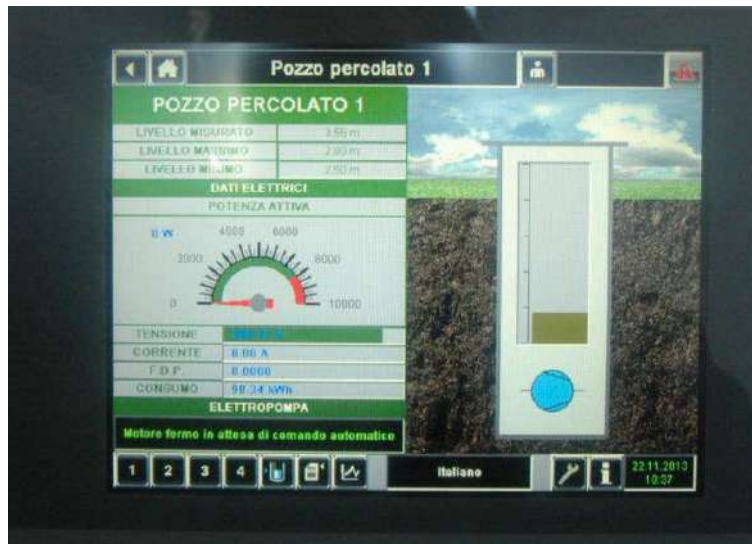 Pozzo percolato 1
POZZO PERCOLATO 1
LIVELLO MISURATO 3.55 m
LIVELLO MASSIMO
LIVELLO MINIMO 2.50 m
DATI ELETTRICI
POTENZA ATTIVA
0 W
4000 6000
2000 8000
0 10000
TENSIONE
CORRENTE 0.00 A
F.D.P. 0.0000
CONSUMO 98.34 kWh
ELETTROPOMPA
Motore fermo in attesa di comando automatico
1 2 3 4 Italiano 22.11.2013
10:37